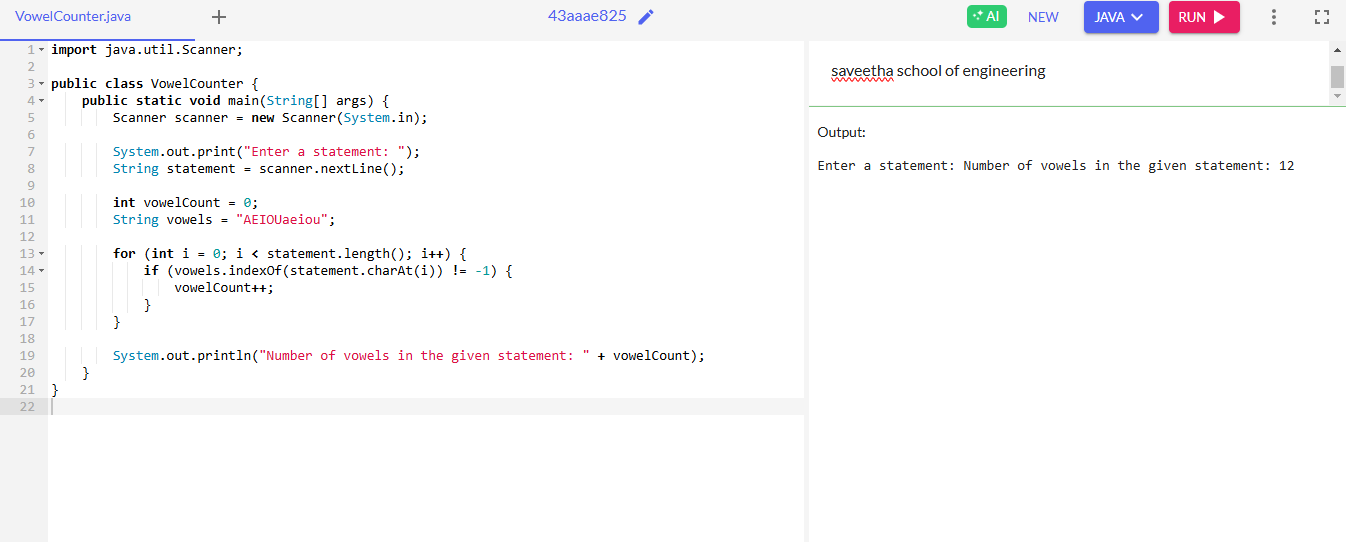 VowelCounter.java + 43aaae825 AI NEW JAVA RUN
1 import java.util.Scanner;
2
3 public class VowelCounter {
4 public static void main(String[] args) {
5 Scanner scanner = new Scanner(System.in);
6
7 System.out.print("Enter a statement: ");
8 String statement = scanner.nextLine();
9
10 int vowelCount = 0;
11 String vowels = "AEIOUaeiou";
12
13 for (int i = 0; i < statement.length(); i++) {
14 if (vowels.indexOf(statement.charAt(i)) != -1) {
15 vowelCount++;
16 }
17 }
18
19 System.out.println("Number of vowels in the given statement: " + vowelCount);
20 }
21 }
22
saveetha school of engineering
Output:
Enter a statement: Number of vowels in the given statement: 12